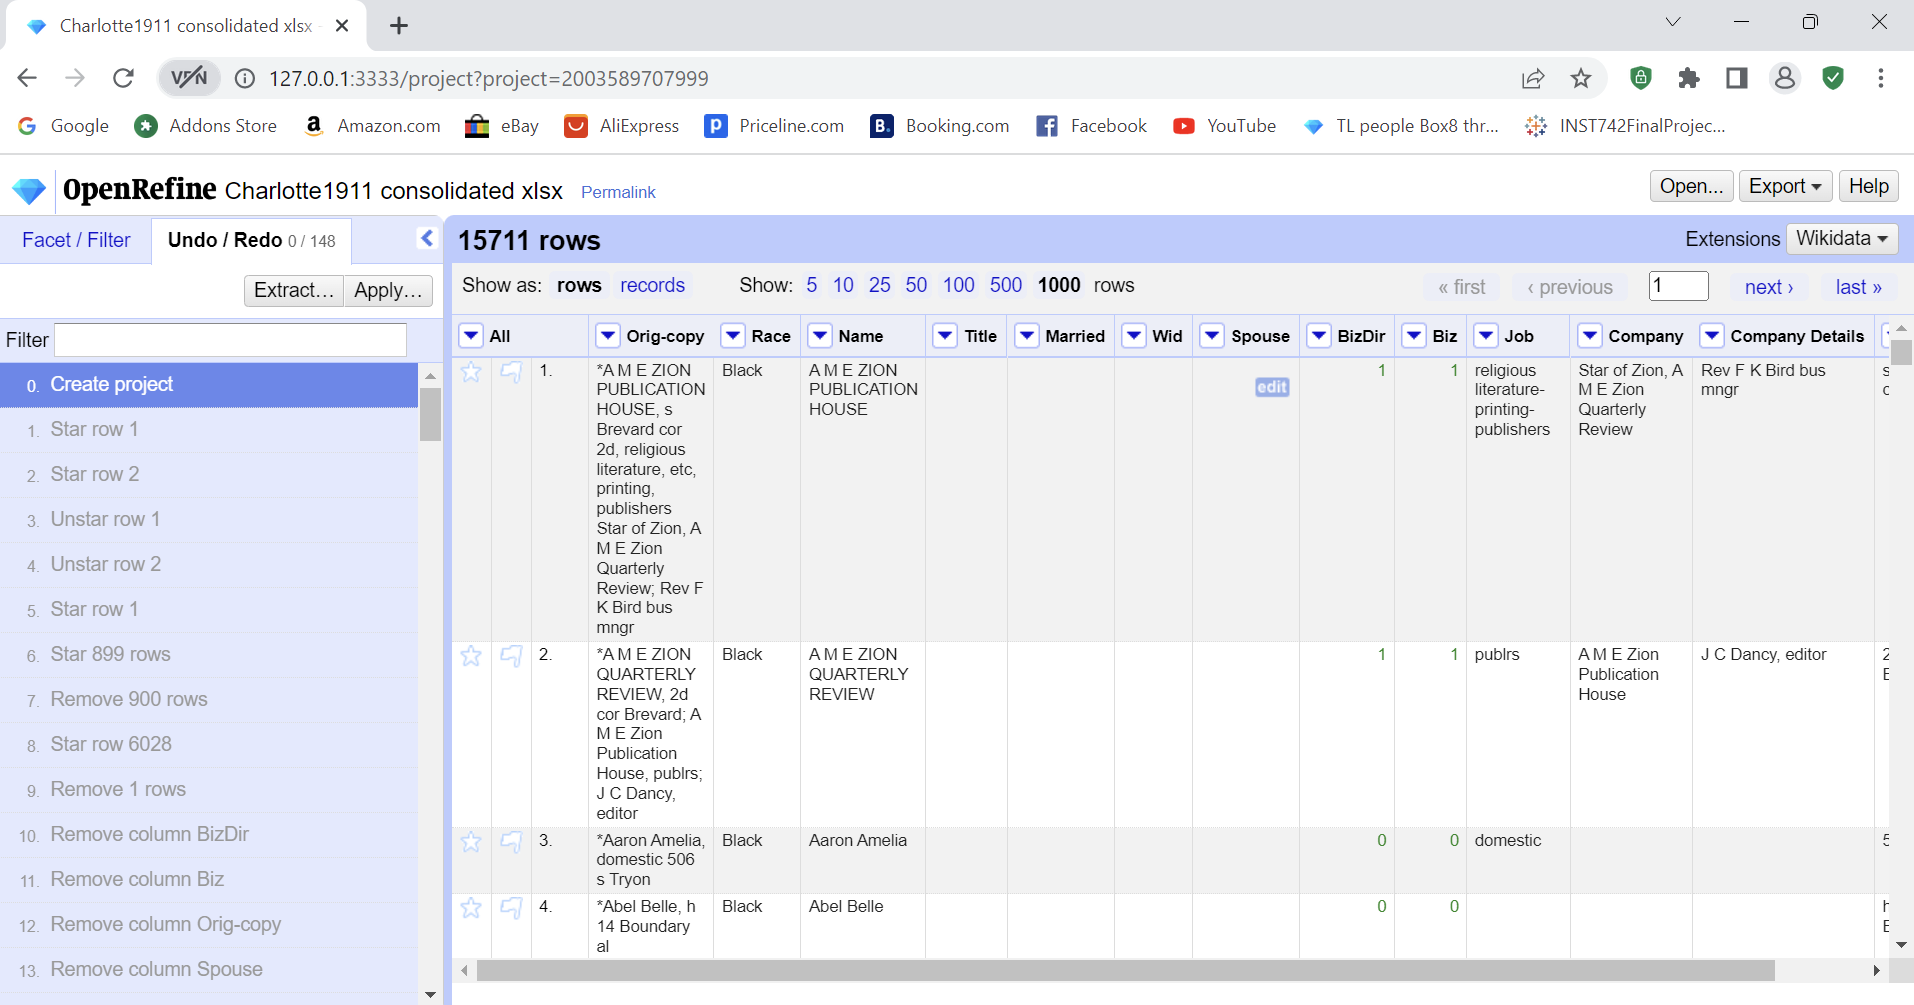 Charlotte1911 consolidated xlsx
VPN
127.0.0.1:3333/project?project=2003589707999
Google
Addons Store
Amazon.com
eBay
AliExpress
Priceline.com
Booking.com
Facebook
YouTube
TL people Box8 thr...
INST742FinalProjec...
OpenRefine Charlotte1911 consolidated xlsx Permalink
Open...
Export
Help
Facet / Filter
Undo / Redo 0 / 148
15711 rows
Extensions
Wikidata
Extract...
Apply...
Show as: rows records
Show: 5 10 25 50 100 500 1000 rows
« first
‹ previous
1
next ›
last »
Filter
All
Orig-copy
Race
Name
Title
Married
Wid
Spouse
BizDir
Biz
Job
Company
Company Details
0. Create project
1. Star row 1
2. Star row 2
3. Unstar row 1
4. Unstar row 2
5. Star row 1
6. Star 899 rows
7. Remove 900 rows
8. Star row 6028
9. Remove 1 rows
10. Remove column BizDir
11. Remove column Biz
12. Remove column Orig-copy
13. Remove column Spouse
1.
*A M E ZION
PUBLICATION
HOUSE, s
Brevard cor
2d, religious
literature, etc,
printing,
publishers
Star of Zion, A
M E Zion
Quarterly
Review; Rev F
K Bird bus
mngr
Black
A M E ZION
PUBLICATION
HOUSE
edit
1
1
religious
literature-
printing-
publishers
Star of Zion, A
M E Zion
Quarterly
Review
Rev F K Bird bus
mngr
2.
*A M E ZION
QUARTERLY
REVIEW, 2d
cor Brevard; A
M E Zion
Publication
House, publrs;
J C Dancy,
editor
Black
A M E ZION
QUARTERLY
REVIEW
1
1
publrs
A M E Zion
Publication
House
J C Dancy, editor
3.
*Aaron Amelia,
domestic 506
s Tryon
Black
Aaron Amelia
0
0
domestic
4.
*Abel Belle, h
14 Boundary
al
Black
Abel Belle
0
0